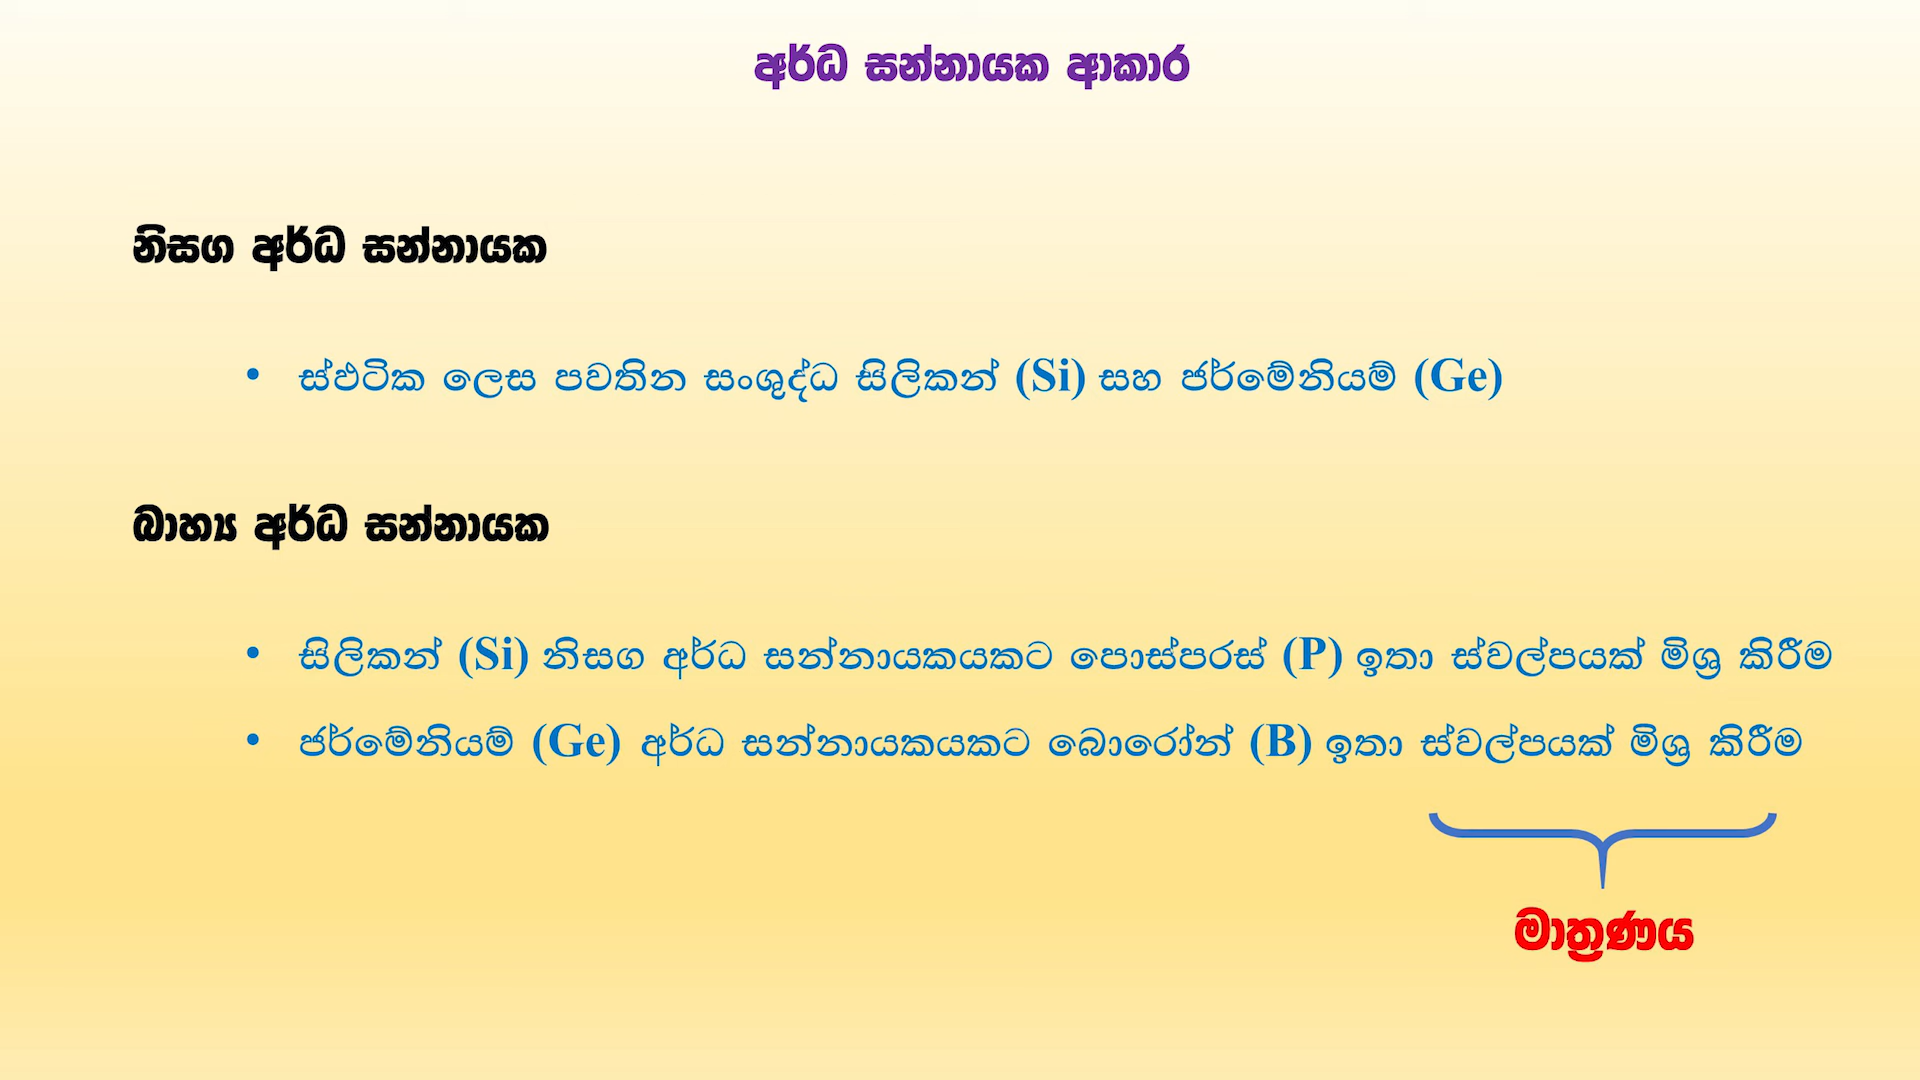 අර්ධ සන්නායක ආකාර
නිසග අර්ධ සන්නායක
• ස්ඵටික ලෙස පවතින සංශුද්ධ සිලිකන් (Si) සහ ජර්මේනියම් (Ge)
බාහ්‍ය අර්ධ සන්නායක
• සිලිකන් (Si) නිසග අර්ධ සන්නායකයකට පොස්පරස් (P) ඉතා ස්වල්පයක් මිශ්‍ර කිරීම
• ජර්මේනියම් (Ge) අර්ධ සන්නායකයකට බොරෝන් (B) ඉතා ස්වල්පයක් මිශ්‍ර කිරීම
මාත්‍රණය